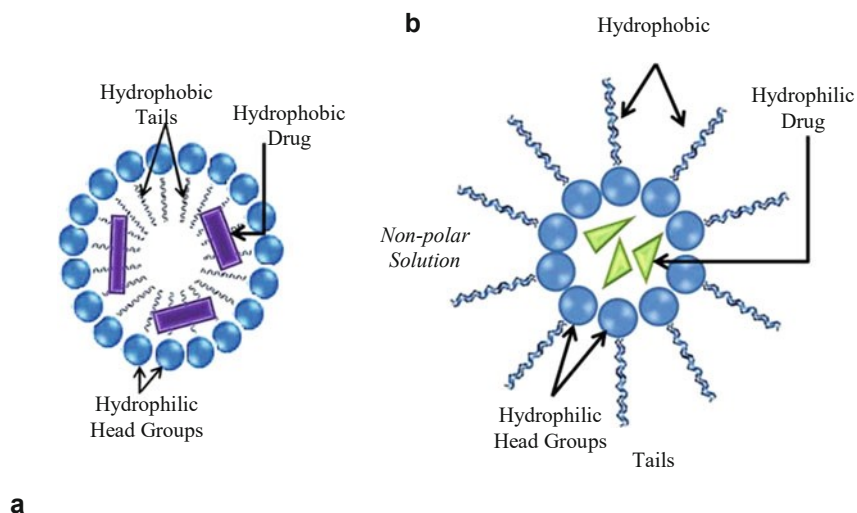 b
Hydrophobic
Hydrophobic
Tails
Hydrophobic
Drug
Hydrophilic
Drug
Non-polar
Solution
Hydrophilic
Head Groups
Hydrophilic
Head Groups
Tails
a